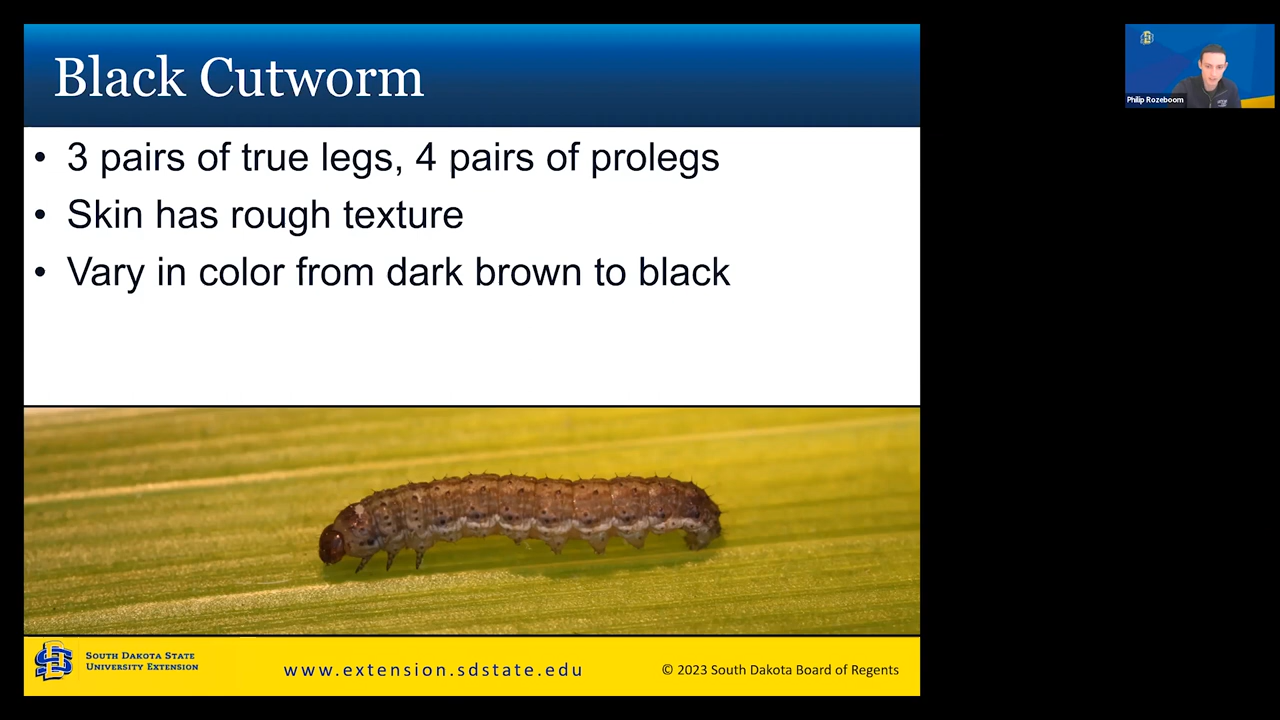 Black Cutworm
• 3 pairs of true legs, 4 pairs of prolegs
• Skin has rough texture
• Vary in color from dark brown to black
SOUTH DAKOTA STATE
UNIVERSITY EXTENSION
www.extension.sdstate.edu
© 2023 South Dakota Board of Regents
Philip Rozeboom